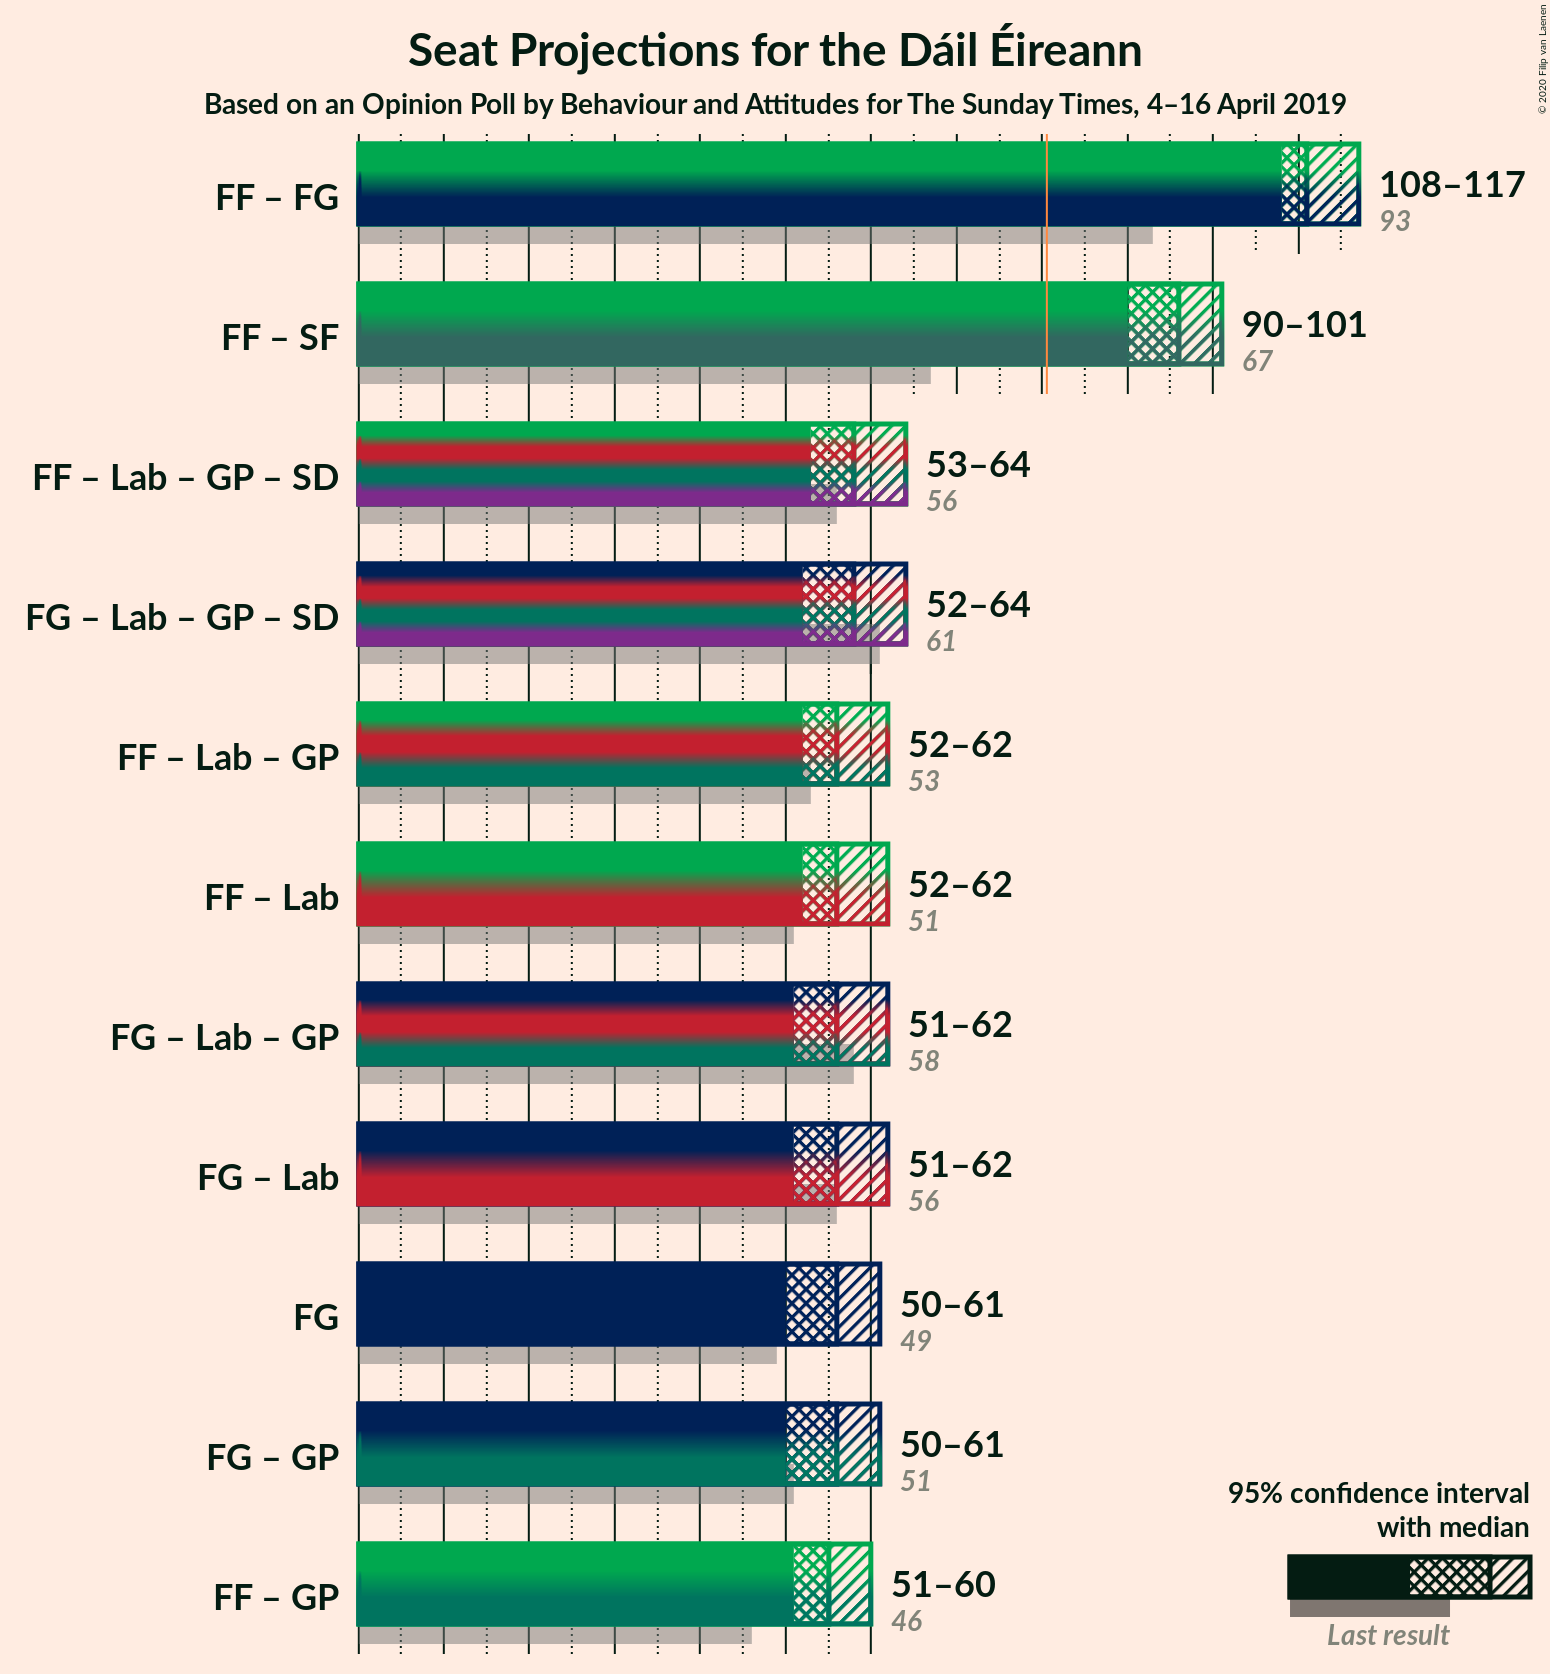 Seat Projections for the Dáil Éireann
Based on an Opinion Poll by Behaviour and Attitudes for The Sunday Times, 4–16 April 2019
© 2020 Filip van Laenen
FF – FG
108–117
93
FF – SF
90–101
67
FF – Lab – GP – SD
53–64
56
FG – Lab – GP – SD
52–64
61
FF – Lab – GP
52–62
53
FF – Lab
52–62
51
FG – Lab – GP
51–62
58
FG – Lab
51–62
56
FG
50–61
49
FG – GP
50–61
51
FF – GP
51–60
46
95% confidence interval
with median
Last result